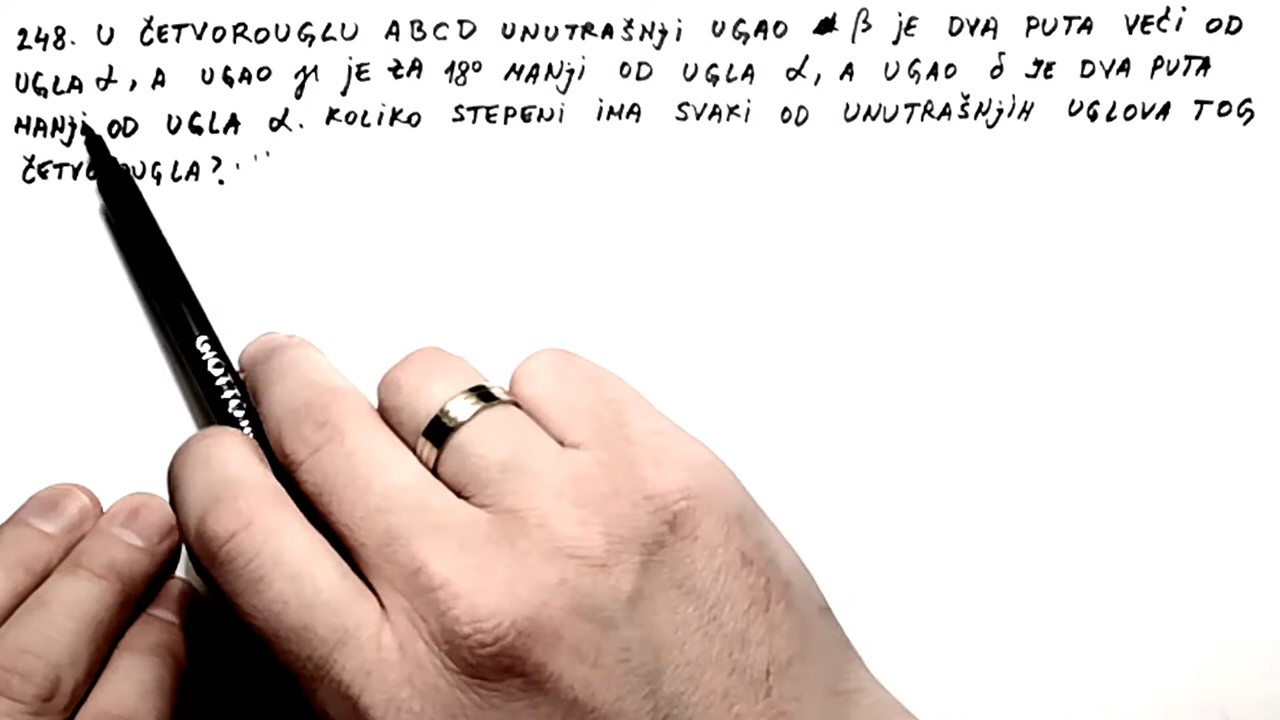 248. U ČETVOROUGLU ABCD UNUTRAŠNJI UGAO β JE DVA PUTA VEĆI OD
UGLA α, A UGAO γ JE ZA 18° MANJI OD UGLA α, A UGAO δ JE DVA PUTA
MANJI OD UGLA α. KOLIKO STEPENI IMA SVAKI OD UNUTRAŠNJIH UGLOVA TOG
ČETVOROUGLA?
GIOTTO